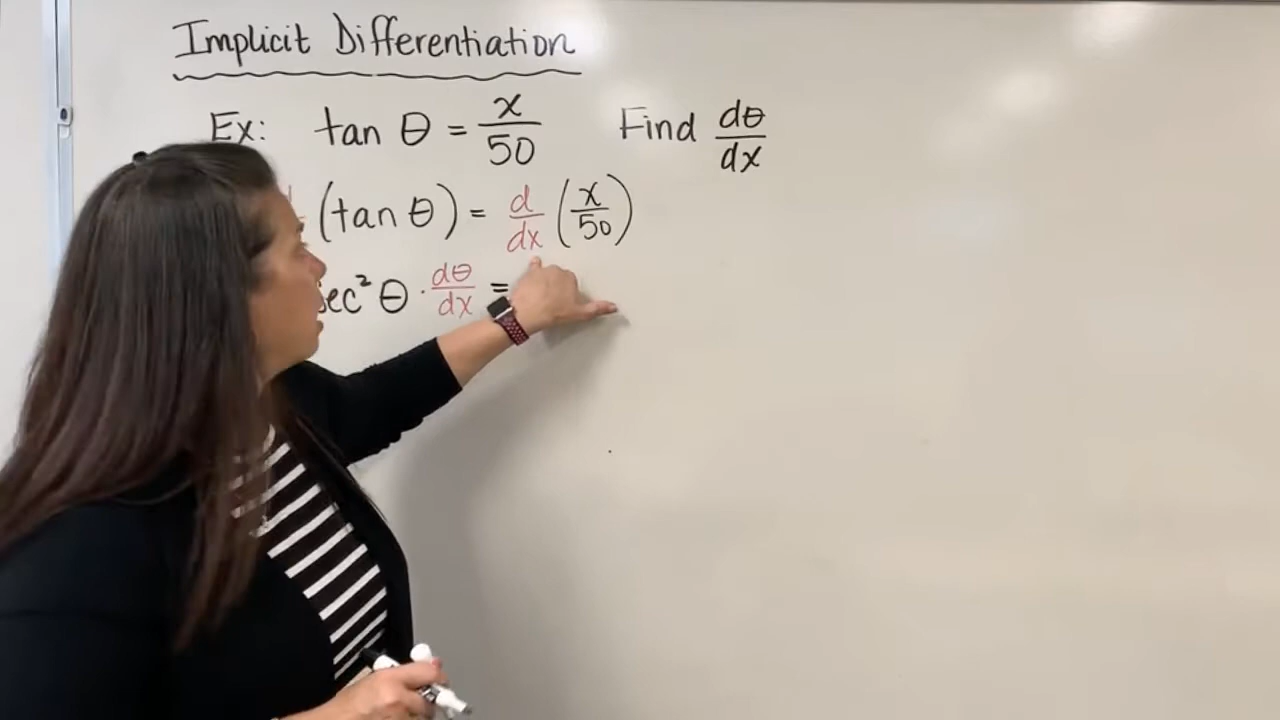 Implicit Differentiation
Ex: tan θ = x/50 Find dθ/dx
(tan θ) = d/dx (x/50)
sec² θ · dθ/dx =